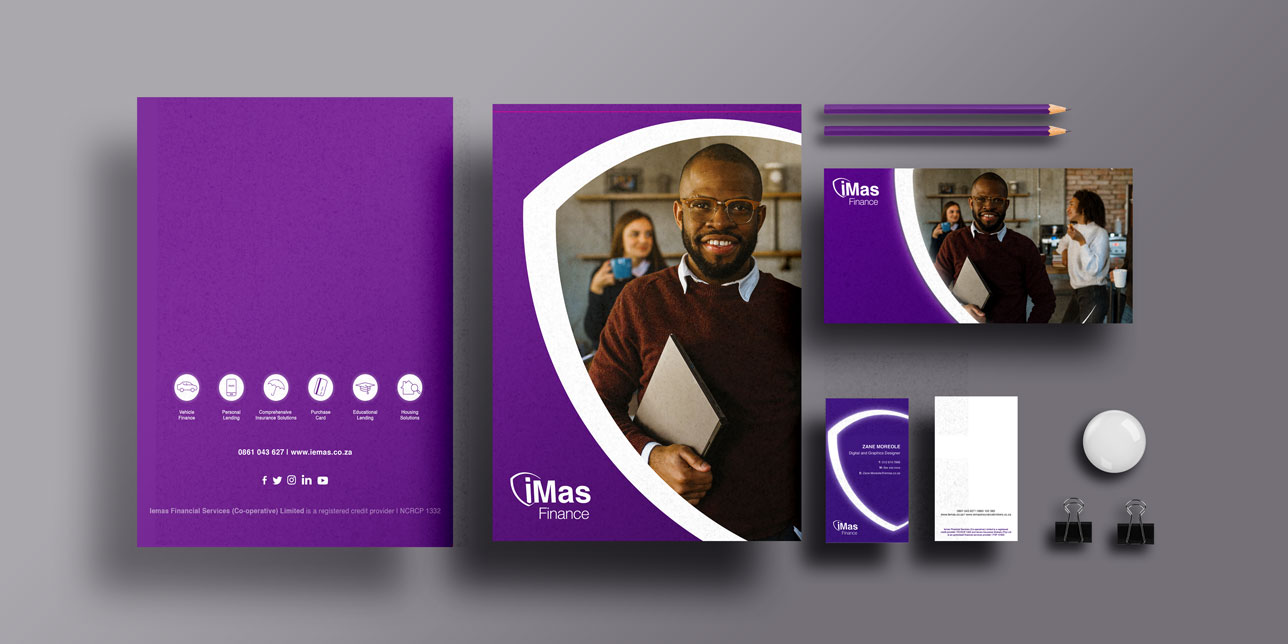 Vehicle
Finance
Personal
Lending
Comprehensive
Insurance Solutions
Purchase
Card
Educational
Lending
Housing
Solutions
0861 043 627 | www.iemas.co.za
Iemas Financial Services (Co-operative) Limited is a registered credit provider | NCRCP 1332
iMas
Finance
iMas
Finance
ZANE MOREOLE
Digital and Graphics Designer
iMas
Finance